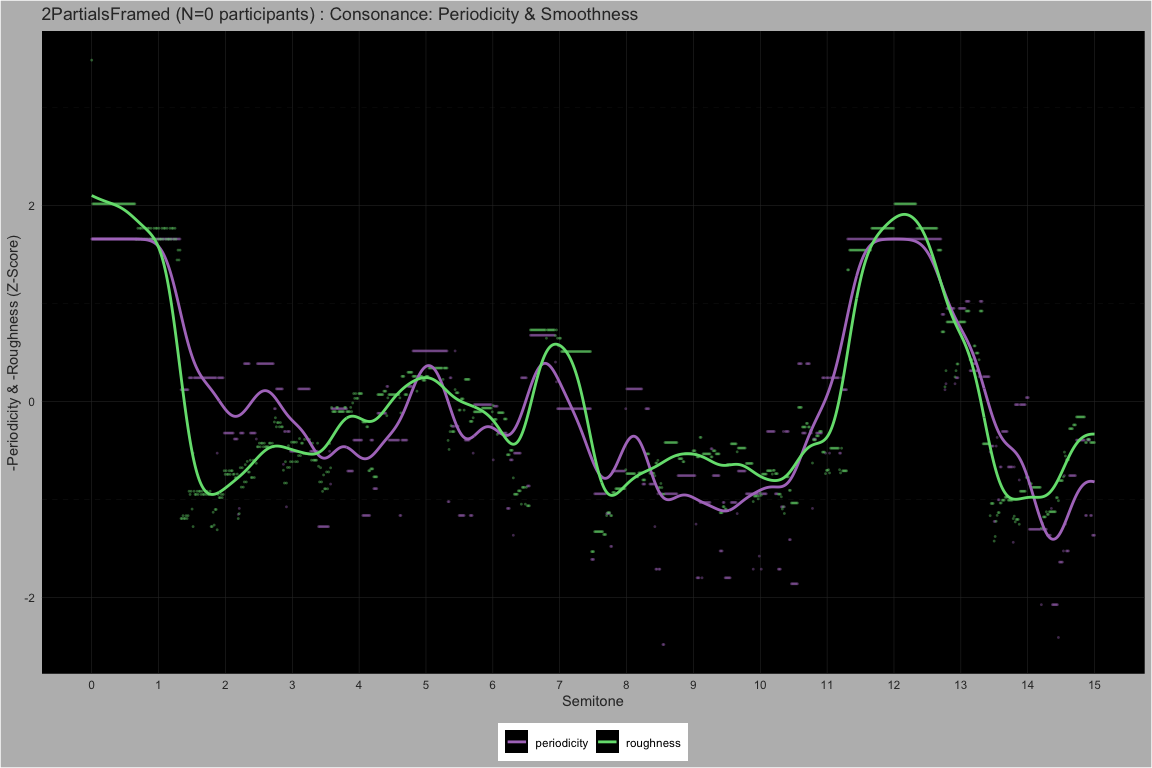 2PartialsFramed (N=0 participants) : Consonance: Periodicity & Smoothness
-Periodicity & -Roughness (Z-Score)
2
0
-2
0 1 2 3 4 5 6 7 8 9 10 11 12 13 14 15
Semitone
periodicity roughness